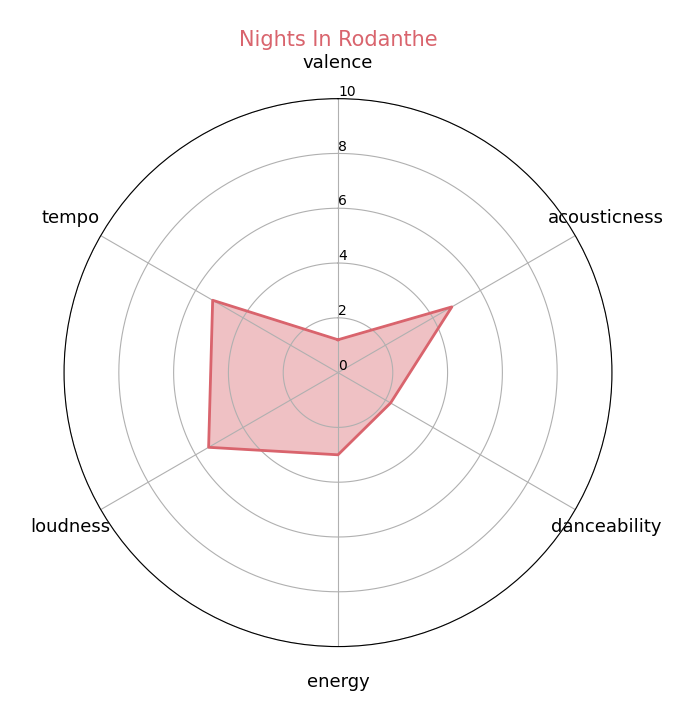 Nights In Rodanthe
valence
10
8
6
4
2
0
tempo
acousticness
loudness
danceability
energy